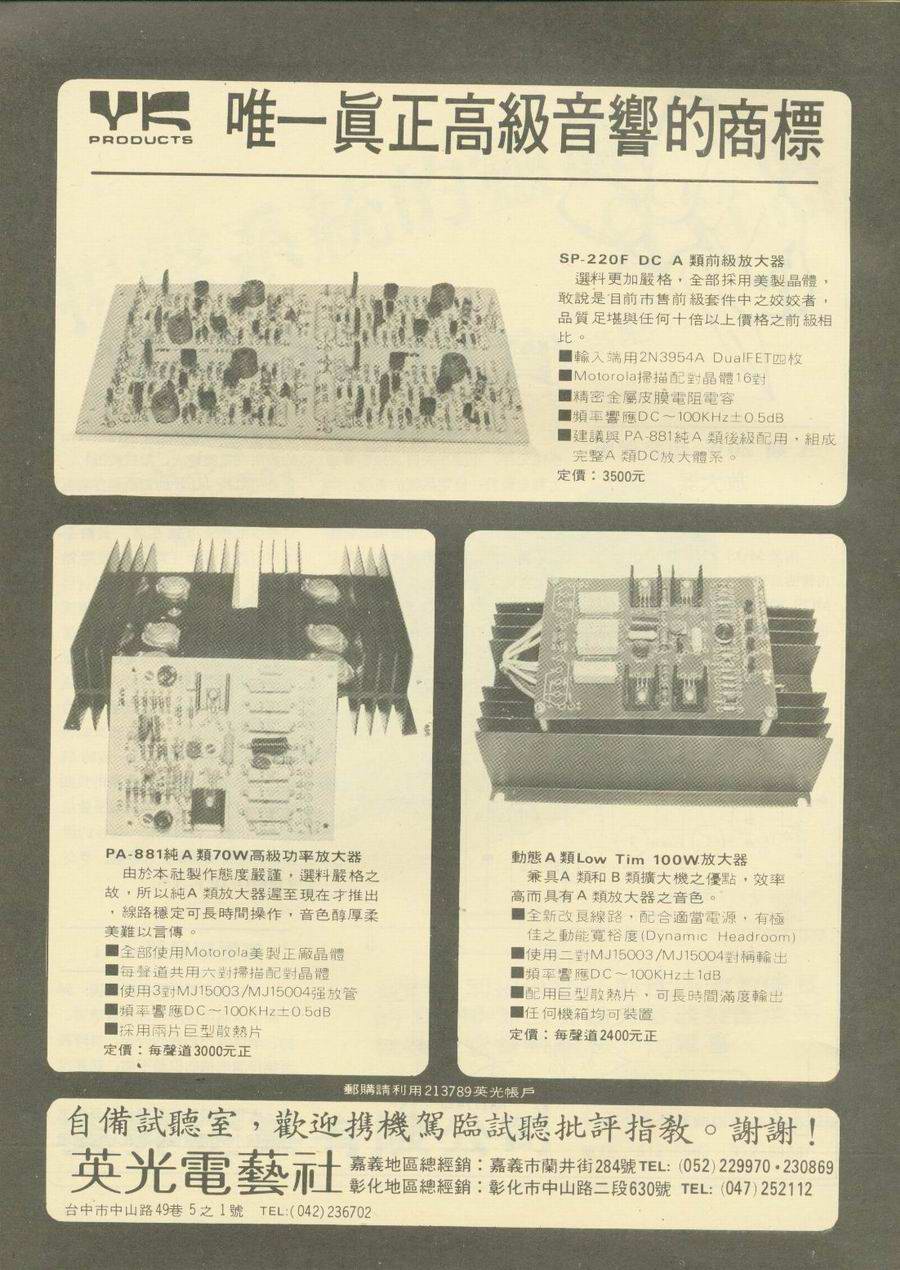 YK
PRODUCTS
唯一眞正高級音響的商標
SP-220F DC A 類前級放大器
選料更加嚴格，全部採用美製晶體，
敢說是目前市售前級套件中之姣姣者，
品質足堪與任何十倍以上價格之前級相
比。
■輸入端用2N3954A DualFET四枚
■Motorola掃描配對晶體16對
■精密金屬皮膜電阻電容
■頻率響應DC～100KHz±0.5dB
■建議與 PA-881純A 類後級配用，組成
完整A 類DC放大體系。
定價：3500元
PA-881純A類70W高級功率放大器
由於本社製作態度嚴謹，選料嚴格之
故，所以純A 類放大器遲至現在才推出
，線路穩定可長時間操作，音色醇厚柔
美難以言傳。
■全部使用Motorola美製正廠晶體
■每聲道共用六對掃描配對晶體
■使用3對MJ15003/MJ15004强放管
■頻率響應DC～100KHz±0.5dB
■採用兩片巨型散熱片
定價：每聲道3000元正
動態A類Low Tim 100W放大器
兼具A 類和B 類擴大機之優點，效率
高而具有A 類放大器之音色。
■全新改良線路，配合適當電源，有極
佳之動能寬裕度(Dynamic Headroom)
■使用二對MJ15003/MJ15004對稱輸出
■頻率響應DC～100KHz±1dB
■配用巨型散熱片，可長時間滿度輸出
■任何機箱均可裝置
定價：每聲道2400元正
郵購請利用213789英光帳戶
自備試聽室，歡迎携機駕臨試聽批評指敎。謝謝！
英光電藝社
嘉義地區總經銷：嘉義市蘭井街284號TEL: (052) 229970・230869
彰化地區總經銷：彰化市中山路二段630號 TEL: (047) 252112
台中市中山路49巷5之1號 TEL:(042)236702